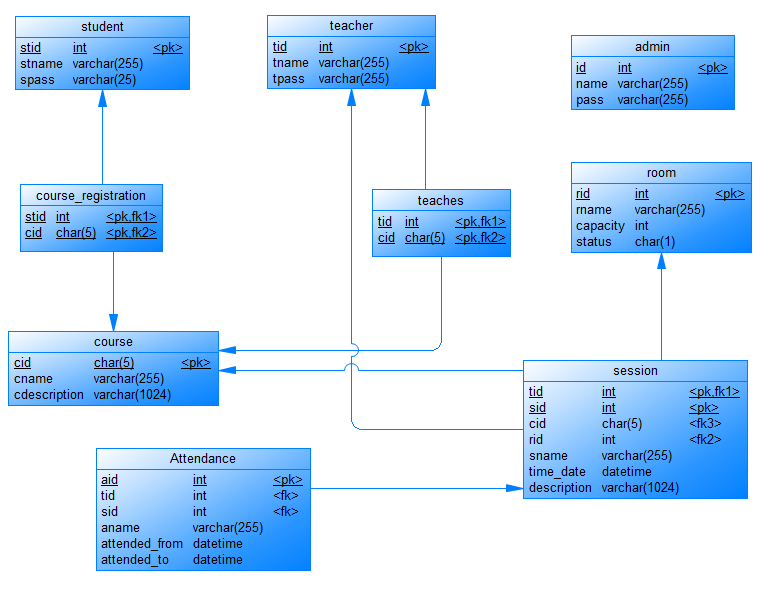 student
stid int <pk>
stname varchar(255)
spass varchar(25)
teacher
tid int <pk>
tname varchar(255)
tpass varchar(255)
admin
id int <pk>
name varchar(255)
pass varchar(255)
course_registration
stid int <pk,fk1>
cid char(5) <pk,fk2>
teaches
tid int <pk,fk1>
cid char(5) <pk,fk2>
room
rid int <pk>
rname varchar(255)
capacity int
status char(1)
course
cid char(5) <pk>
cname varchar(255)
cdescription varchar(1024)
session
tid int <pk,fk1>
sid int <pk>
cid char(5) <fk3>
rid int <fk2>
sname varchar(255)
time_date datetime
description varchar(1024)
Attendance
aid int <pk>
tid int <fk>
sid int <fk>
aname varchar(255)
attended_from datetime
attended_to datetime